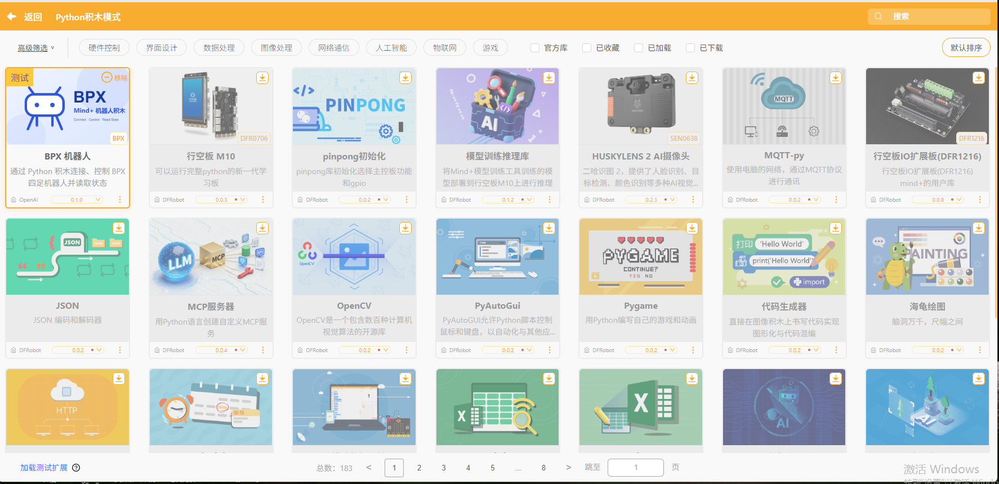 返回 Python积木模式 搜索
高级筛选 硬件控制 界面设计 数据处理 图像处理 网络通信 人工智能 物联网 游戏 官方库 已收藏 已加载 已下载 默认排序
测试 移除
BPX
Mind+ 机器人积木
Connect Control Read State
BPX
BPX 机器人
通过 Python 积木连接、控制 BPX
四足机器人并读取状态
OpenAI 0.1.0
DFR0706
行空板 M10
可以运行完整python的新一代学
习板
DFRobot 0.0.3
</>
PINPONG
pinpong初始化
pinpong库初始化选择主控板功能
和gpio
DFRobot 0.0.2
AI
模型训练推理库
将Mind+模型训练工具训练的模
型部署到行空板M10上进行推理
DFRobot 0.1.2
SEN0638
HUSKYLENS 2 AI摄像头
二哈识图 2，提供了人脸识别、目
标检测、颜色识别等多种AI视觉...
DFRobot 0.2.3
MQTT
MQTT-py
使用电脑的网络，通过MQTT协议
进行通讯
DFRobot 0.0.2
DFR1216
行空板IO扩展板(DFR1216)
行空板IO扩展板(DFR1216)
mind+的用户库
DFRobot 0.0.8
JSON
JSON
JSON 编码和解码器
DFRobot 0.0.2
LLM
MCP
MCP服务器
用Python语言创建自定义MCP服
务
DFRobot 0.0.4
OpenCV
OpenCV
OpenCV是一个包含数百种计算机
视觉算法的开源库
DFRobot 0.0.2
PyAutoGui
PyAutoGUI允许Python脚本控制
鼠标和键盘，以自动化与其他应...
DFRobot 0.0.2
PYGAME
CONTINUE?
YES NO
Pygame
用Python编写自己的游戏和动画
DFRobot 0.0.2
打印 'Hello World'
print('Hello World')
import
代码生成器
直接在图像积木上书写代码实现
图形化与代码混编
DFRobot 0.0.2
PAINTING
海龟绘图
脑洞万千，尺幅之间
DFRobot 0.0.2
HTTP
10:15
X
X
AI
加载测试扩展 ? 总数：183 < 1 2 3 4 5 ... 8 > 跳至 1 页
激活 Windows